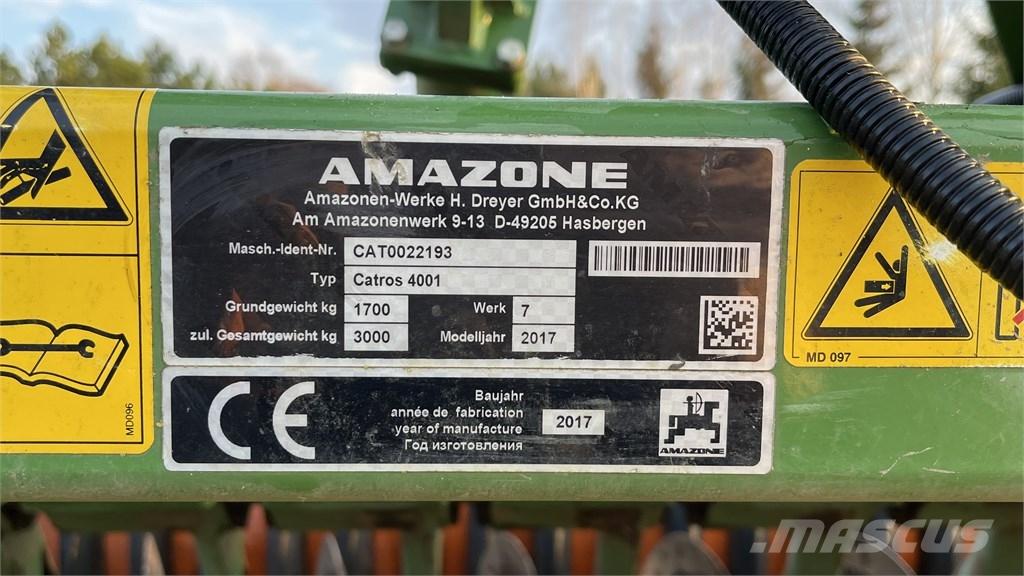 AMAZONE
Amazonen-Werke H. Dreyer GmbH&Co.KG
Am Amazonenwerk 9-13 D-49205 Hasbergen
Masch.-Ident-Nr. CAT0022193
Typ Catros 4001
Grundgewicht kg 1700 Werk 7
zul. Gesamtgewicht kg 3000 Modelljahr 2017
CE
Baujahr
année de fabrication
year of manufacture
Год изготовления
2017
AMAZONE
MD096
MD 097
MASCUS